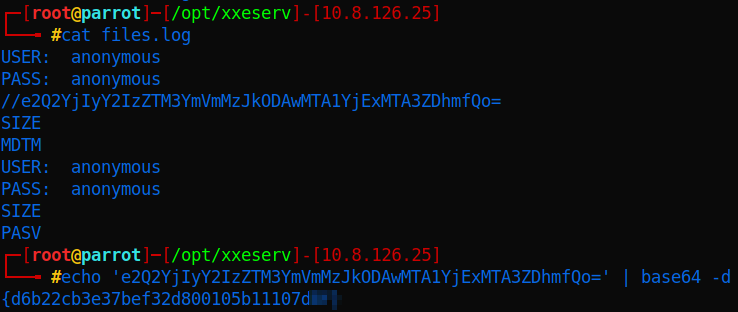 [root@parrot]─[/opt/xxeserv]-[10.8.126.25]
#cat files.log
USER:  anonymous
PASS:  anonymous
//e2Q2YjIyY2IzZTM3YmVmMzJkODAwMTA1YjExMTA3ZDhmfQo=
SIZE
MDTM
USER:  anonymous
PASS:  anonymous
SIZE
PASV
[root@parrot]─[/opt/xxeserv]-[10.8.126.25]
#echo 'e2Q2YjIyY2IzZTM3YmVmMzJkODAwMTA1YjExMTA3ZDhmfQo=' | base64 -d
{d6b22cb3e37bef32d800105b11107d